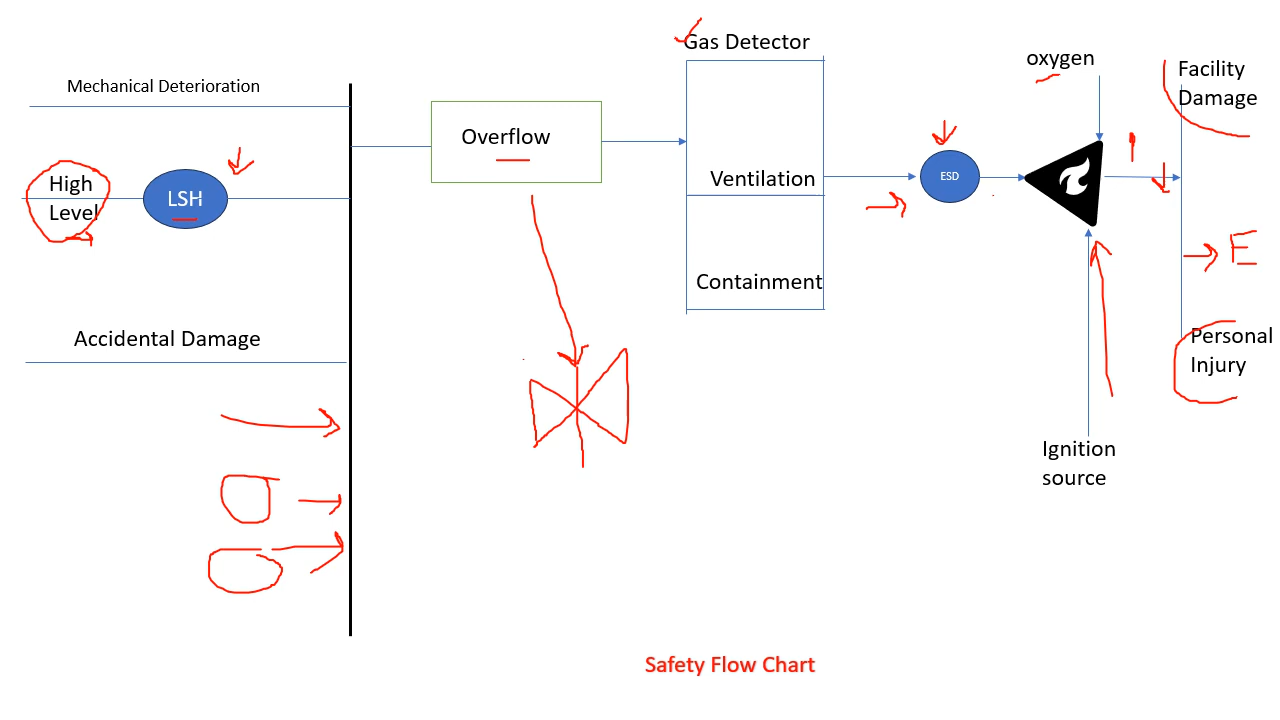 Gas Detector
oxygen
Facility
Damage
Mechanical Deterioration
Overflow
High
Level
LSH
Ventilation
ESD
E
Containment
Accidental Damage
Personal
Injury
Ignition
source
Safety Flow Chart